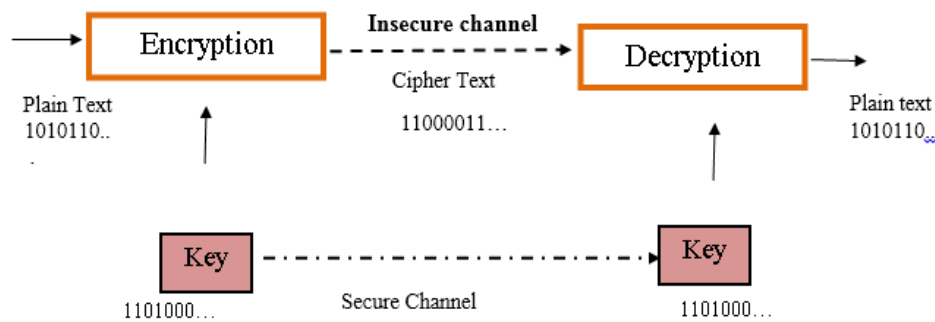 Insecure channel
Encryption
Decryption
Cipher Text
Plain Text
1010110..
.
11000011…
Plain text
1010110..
Key
Key
1101000…
Secure Channel
1101000…